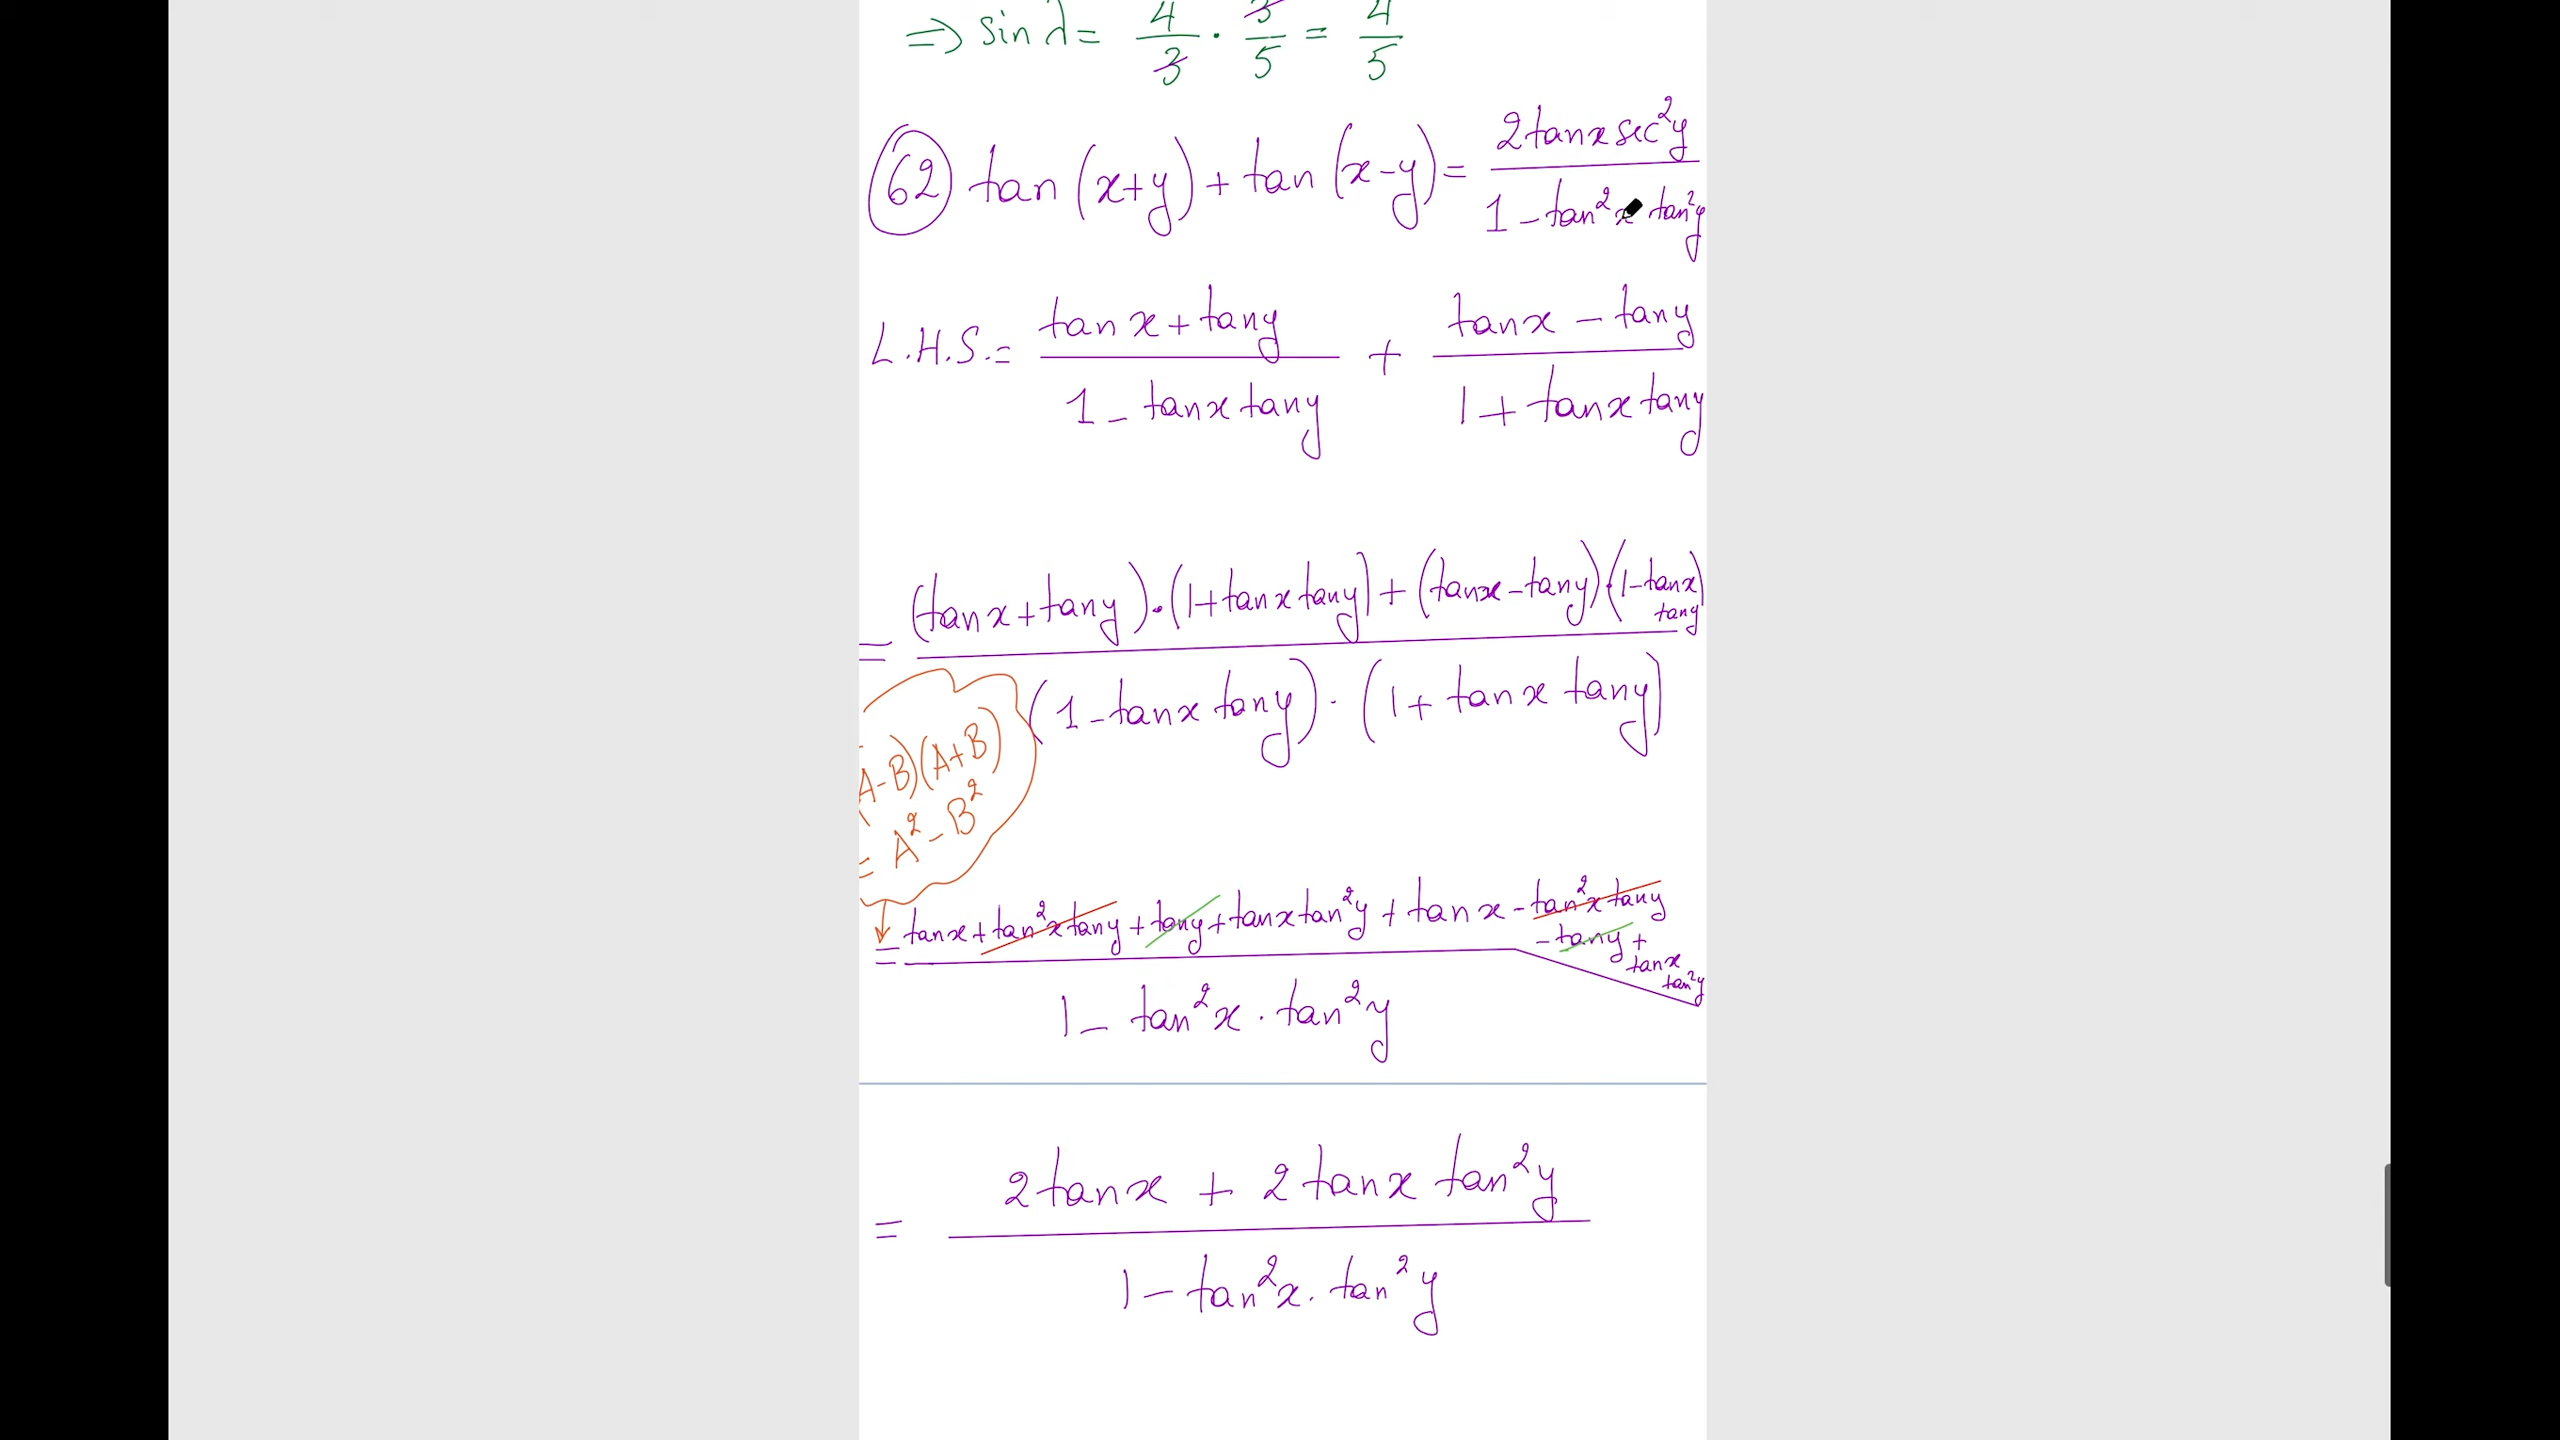 ⇒ sin λ = 4/3 · 3/5 = 4/5
62 tan (x+y) + tan (x-y) = 2tanx sec²y / 1 - tan²x tan²y
L.H.S. = tanx + tany / 1 - tanx tany + tanx - tany / 1 + tanx tany
= (tanx + tany) · (1 + tanx tany) + (tanx - tany) · (1 - tanx tany) / (1 - tanx tany) · (1 + tanx tany)
A-B)(A+B)
= A² - B²
= tanx + tan²x tany + tany + tanx tan²y + tanx - tan²x tany - tany + tanx tan²y / 1 - tan²x · tan²y
= 2tanx + 2tanx tan²y / 1 - tan²x · tan²y